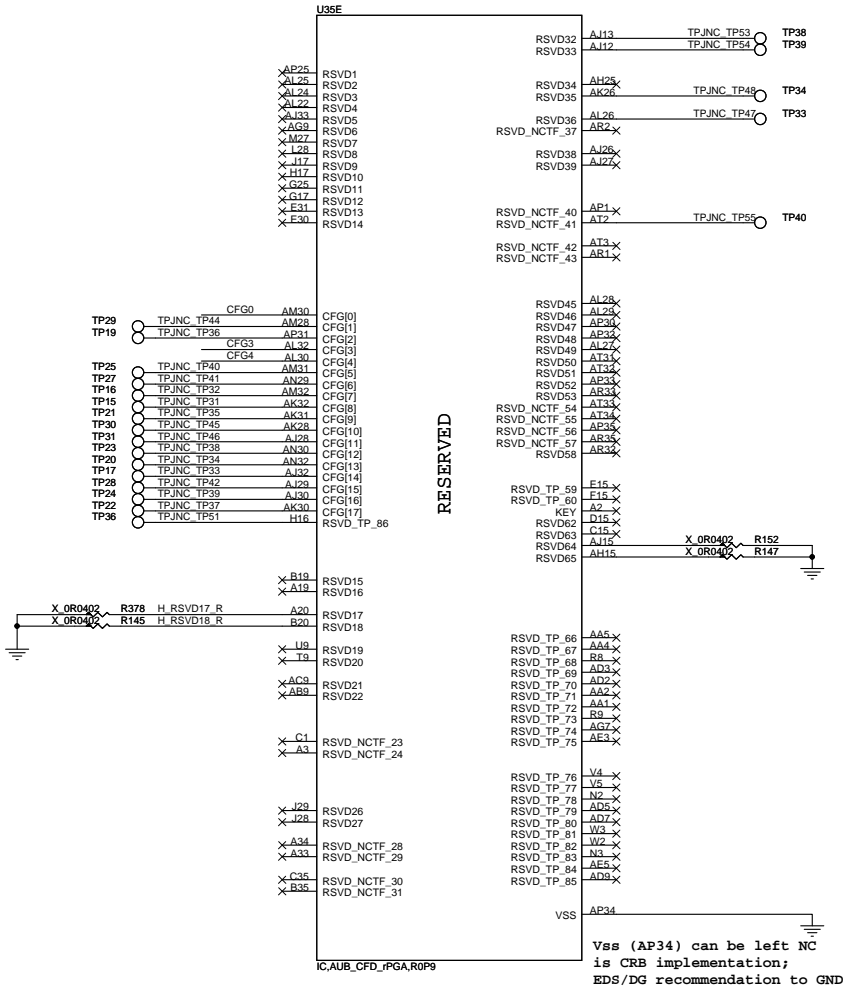 U35E
AP25 RSVD1
AL25 RSVD2
AL24 RSVD3
AL22 RSVD4
AJ33 RSVD5
AG9 RSVD6
M27 RSVD7
L28 RSVD8
J17 RSVD9
H17 RSVD10
G25 RSVD11
G17 RSVD12
E31 RSVD13
E30 RSVD14
CFG0 AM30 CFG[0]
TP29 TPJNC_TP44 AM28 CFG[1]
TP19 TPJNC_TP36 AP31 CFG[2]
CFG3 AL32 CFG[3]
CFG4 AL30 CFG[4]
TP25 TPJNC_TP40 AM31 CFG[5]
TP27 TPJNC_TP41 AN29 CFG[6]
TP16 TPJNC_TP32 AM32 CFG[7]
TP15 TPJNC_TP31 AK32 CFG[8]
TP21 TPJNC_TP35 AK31 CFG[9]
TP30 TPJNC_TP45 AK28 CFG[10]
TP31 TPJNC_TP46 AJ28 CFG[11]
TP23 TPJNC_TP38 AN30 CFG[12]
TP20 TPJNC_TP34 AN32 CFG[13]
TP17 TPJNC_TP33 AJ32 CFG[14]
TP28 TPJNC_TP42 AJ29 CFG[15]
TP24 TPJNC_TP39 AJ30 CFG[16]
TP22 TPJNC_TP37 AK30 CFG[17]
TP36 TPJNC_TP51 H16 RSVD_TP_86
B19 RSVD15
A19 RSVD16
X_0R0402 R378 H_RSVD17_R A20 RSVD17
X_0R0402 R145 H_RSVD18_R B20 RSVD18
U9 RSVD19
T9 RSVD20
AC9 RSVD21
AB9 RSVD22
C1 RSVD_NCTF_23
A3 RSVD_NCTF_24
J29 RSVD26
J28 RSVD27
A34 RSVD_NCTF_28
A33 RSVD_NCTF_29
C35 RSVD_NCTF_30
B35 RSVD_NCTF_31
RESERVED
RSVD32 AJ13 TPJNC_TP53 TP38
RSVD33 AJ12 TPJNC_TP54 TP39
RSVD34 AH25
RSVD35 AK26 TPJNC_TP48 TP34
RSVD36 AL26 TPJNC_TP47 TP33
RSVD_NCTF_37 AR2
RSVD38 AJ26
RSVD39 AJ27
RSVD_NCTF_40 AP1
RSVD_NCTF_41 AT2 TPJNC_TP55 TP40
RSVD_NCTF_42 AT3
RSVD_NCTF_43 AR1
RSVD45 AL28
RSVD46 AL29
RSVD47 AP30
RSVD48 AP32
RSVD49 AL27
RSVD50 AT31
RSVD51 AT32
RSVD52 AP33
RSVD53 AR33
RSVD_NCTF_54 AT33
RSVD_NCTF_55 AT34
RSVD_NCTF_56 AP35
RSVD_NCTF_57 AR35
RSVD58 AR32
RSVD_TP_59 E15
RSVD_TP_60 F15
KEY A2
RSVD62 D15
RSVD63 C15
RSVD64 AJ15 X_0R0402 R152
RSVD65 AH15 X_0R0402 R147
RSVD_TP_66 AA5
RSVD_TP_67 AA4
RSVD_TP_68 R8
RSVD_TP_69 AD3
RSVD_TP_70 AD2
RSVD_TP_71 AA2
RSVD_TP_72 AA1
RSVD_TP_73 R9
RSVD_TP_74 AG7
RSVD_TP_75 AE3
RSVD_TP_76 V4
RSVD_TP_77 V5
RSVD_TP_78 N2
RSVD_TP_79 AD5
RSVD_TP_80 AD7
RSVD_TP_81 W3
RSVD_TP_82 W2
RSVD_TP_83 N3
RSVD_TP_84 AE5
RSVD_TP_85 AD9
VSS AP34
IC,AUB_CFD_rPGA,R0P9
Vss (AP34) can be left NC
is CRB implementation;
EDS/DG recommendation to GND